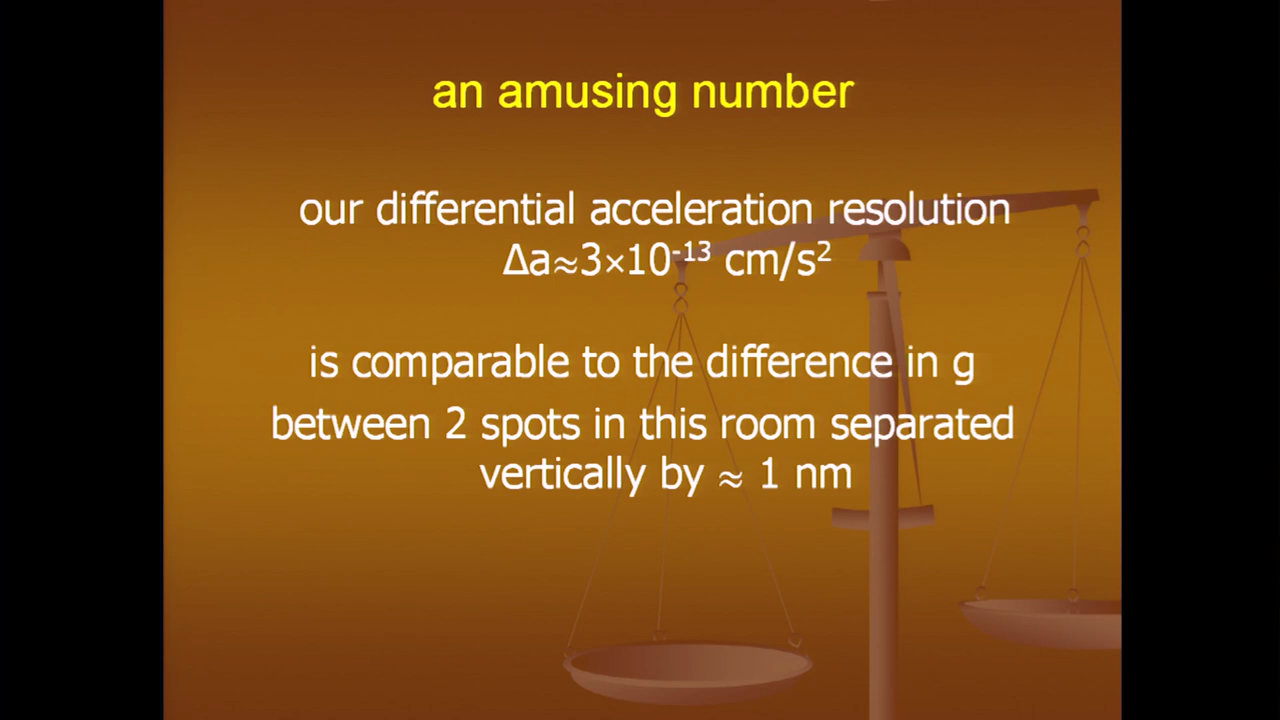 an amusing number
our differential acceleration resolution
Δa≈3×10⁻¹³ cm/s²
is comparable to the difference in g
between 2 spots in this room separated
vertically by ≈ 1 nm